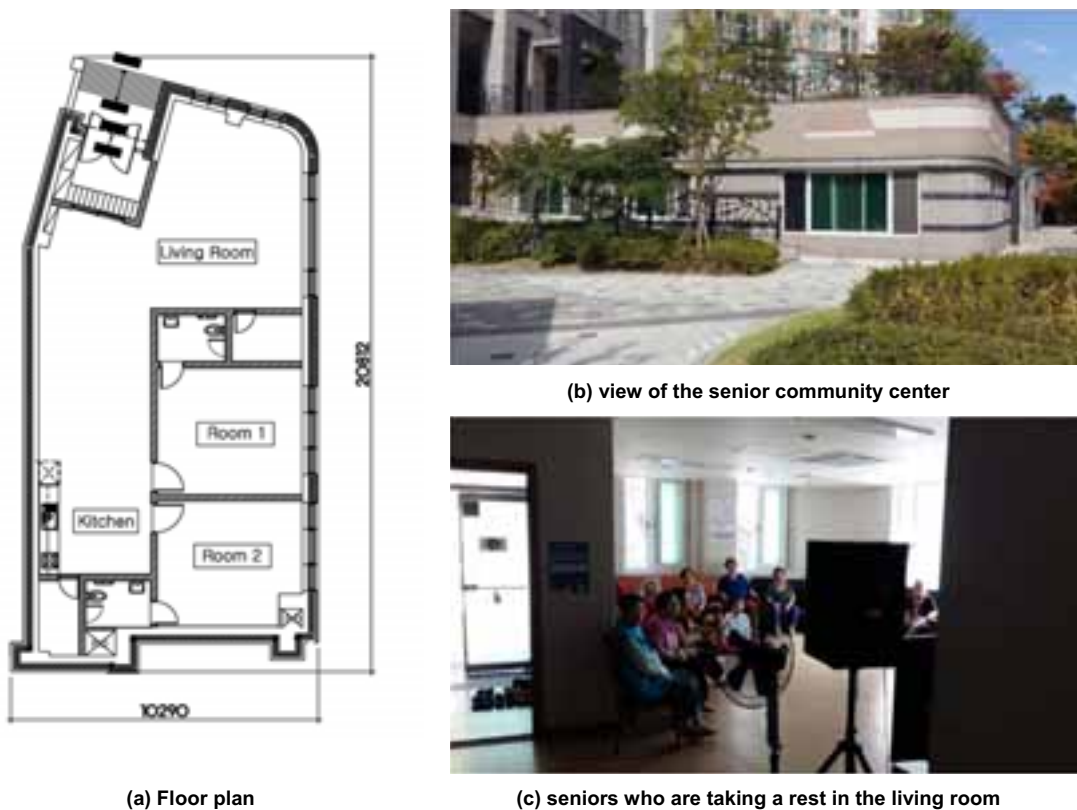 Living Room
Room 1
Kitchen
Room 2
20812
10290
(a) Floor plan
(b) view of the senior community center
(c) seniors who are taking a rest in the living room